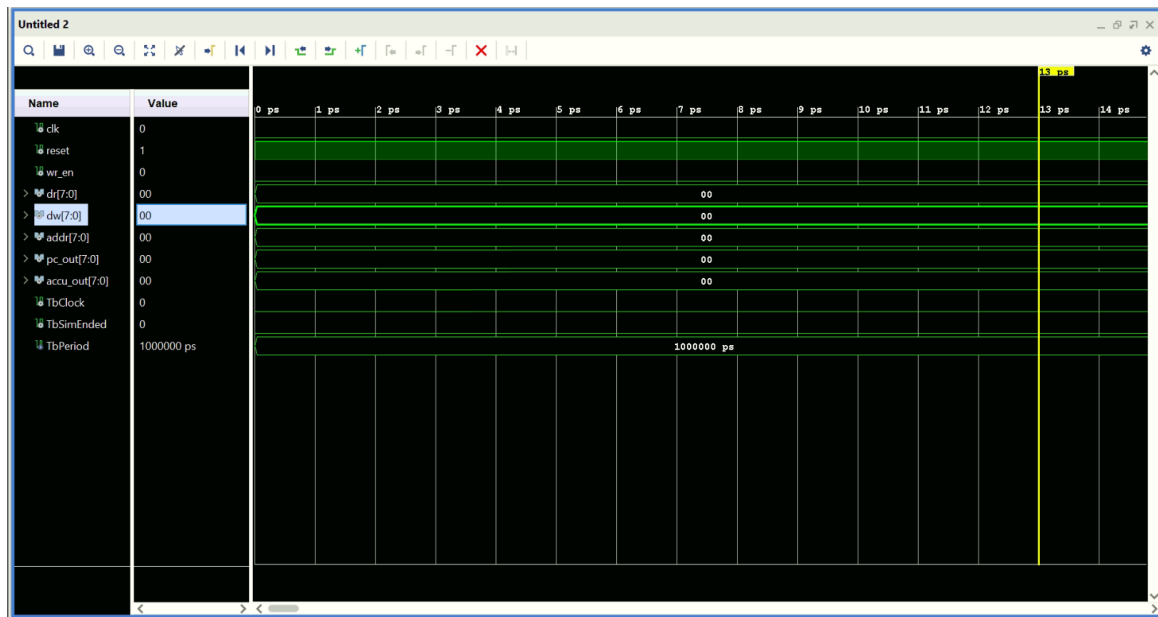 Untitled 2
13 ps
Name Value
0 ps 1 ps 2 ps 3 ps 4 ps 5 ps 6 ps 7 ps 8 ps 9 ps 10 ps 11 ps 12 ps 13 ps 14 ps
clk 0
reset 1
wr_en 0
dr[7:0] 00 00
dw[7:0] 00 00
addr[7:0] 00 00
pc_out[7:0] 00 00
accu_out[7:0] 00 00
TbClock 0
TbSimEnded 0
TbPeriod 1000000 ps 1000000 ps